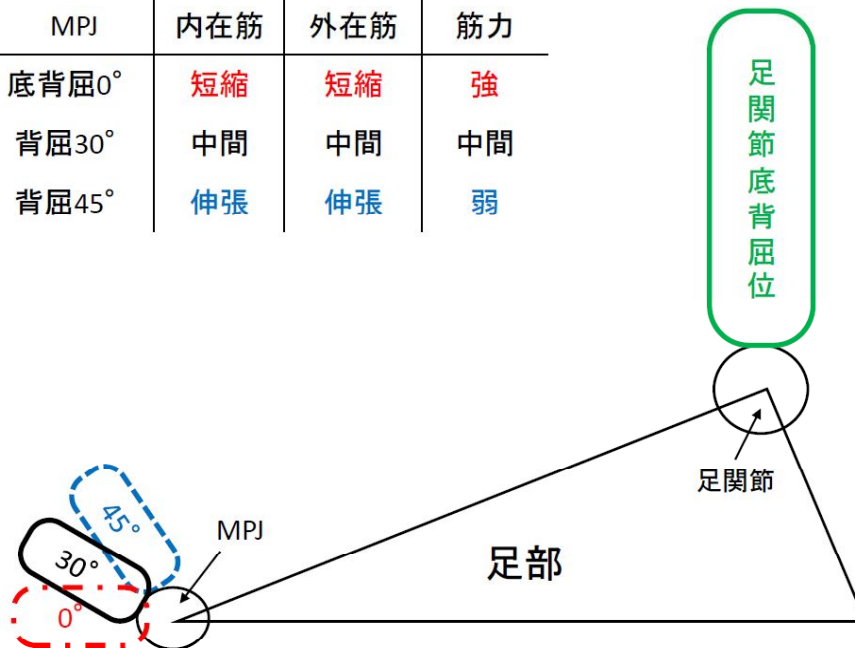 MPJ 内在筋 外在筋 筋力
底背屈0° 短縮 短縮 強
背屈30° 中間 中間 中間
背屈45° 伸張 伸張 弱
足関節底背屈位
足関節
MPJ
足部
45°
30°
0°